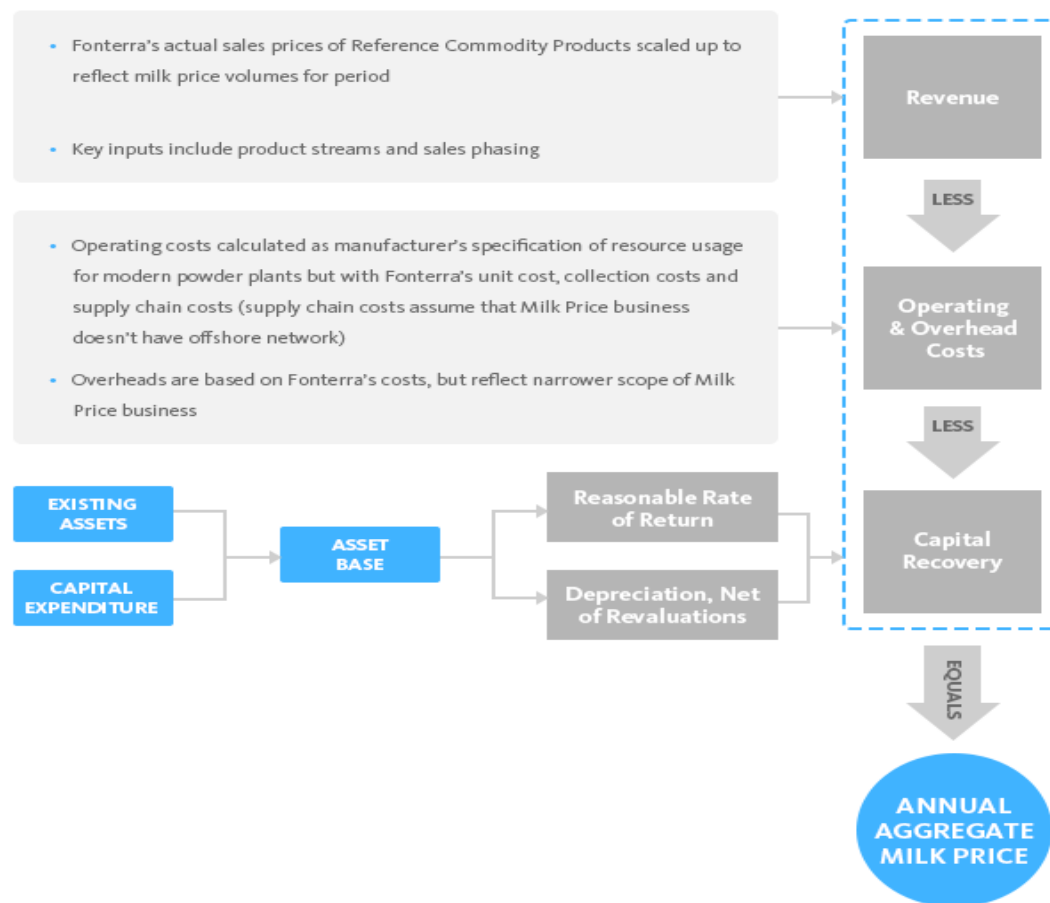 • Fonterra's actual sales prices of Reference Commodity Products scaled up to
reflect milk price volumes for period
• Key inputs include product streams and sales phasing
Revenue
LESS
• Operating costs calculated as manufacturer's specification of resource usage
for modern powder plants but with Fonterra's unit cost, collection costs and
supply chain costs (supply chain costs assume that Milk Price business
doesn't have offshore network)
• Overheads are based on Fonterra's costs, but reflect narrower scope of Milk
Price business
Operating
& Overhead
Costs
LESS
EXISTING
ASSETS
CAPITAL
EXPENDITURE
ASSET
BASE
Reasonable Rate
of Return
Depreciation, Net
of Revaluations
Capital
Recovery
EQUALS
ANNUAL
AGGREGATE
MILK PRICE